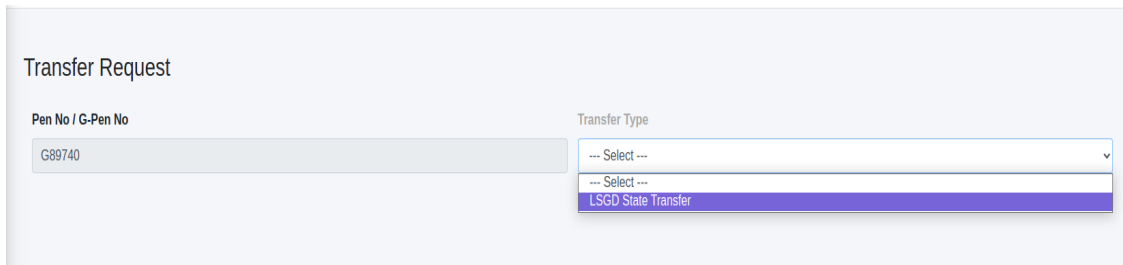 Transfer Request
Pen No / G-Pen No
Transfer Type
G89740
--- Select ---
--- Select ---
LSGD State Transfer